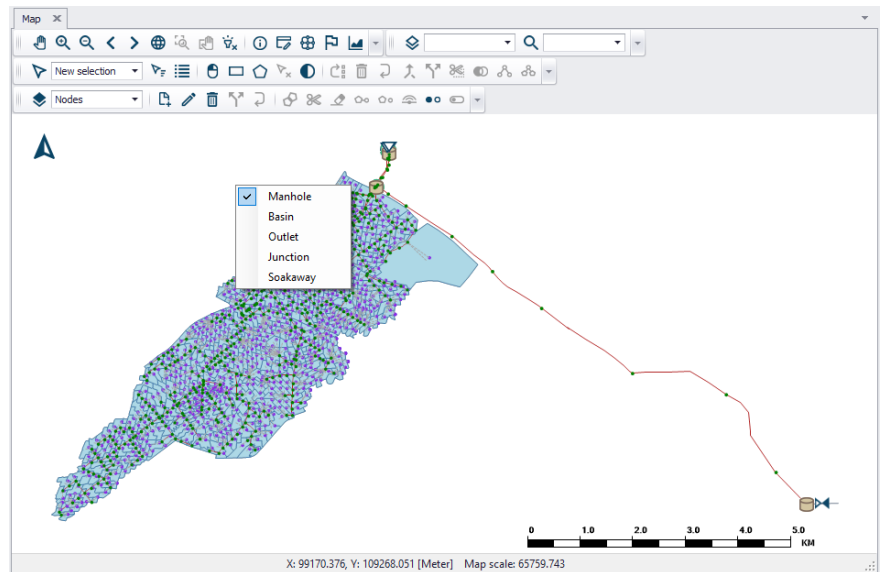 Map
New selection
Nodes
Manhole
Basin
Outlet
Junction
Soakaway
0 1.0 2.0 3.0 4.0 5.0
KM
X: 99170.376, Y: 109268.051 [Meter] Map scale: 65759.743